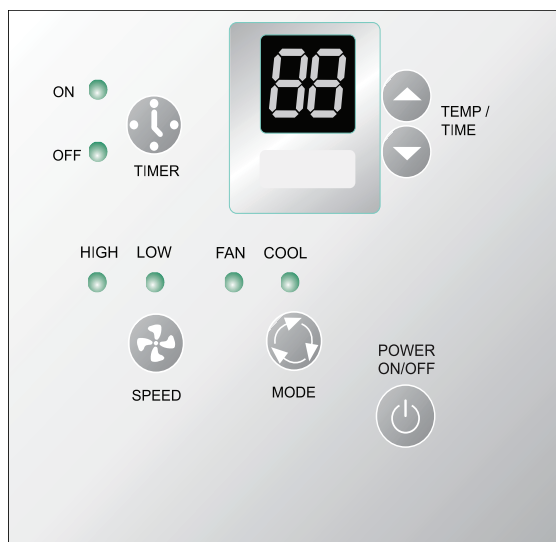 88
ON
OFF
TIMER
TEMP /
TIME
HIGH LOW FAN COOL
SPEED
MODE
POWER
ON/OFF